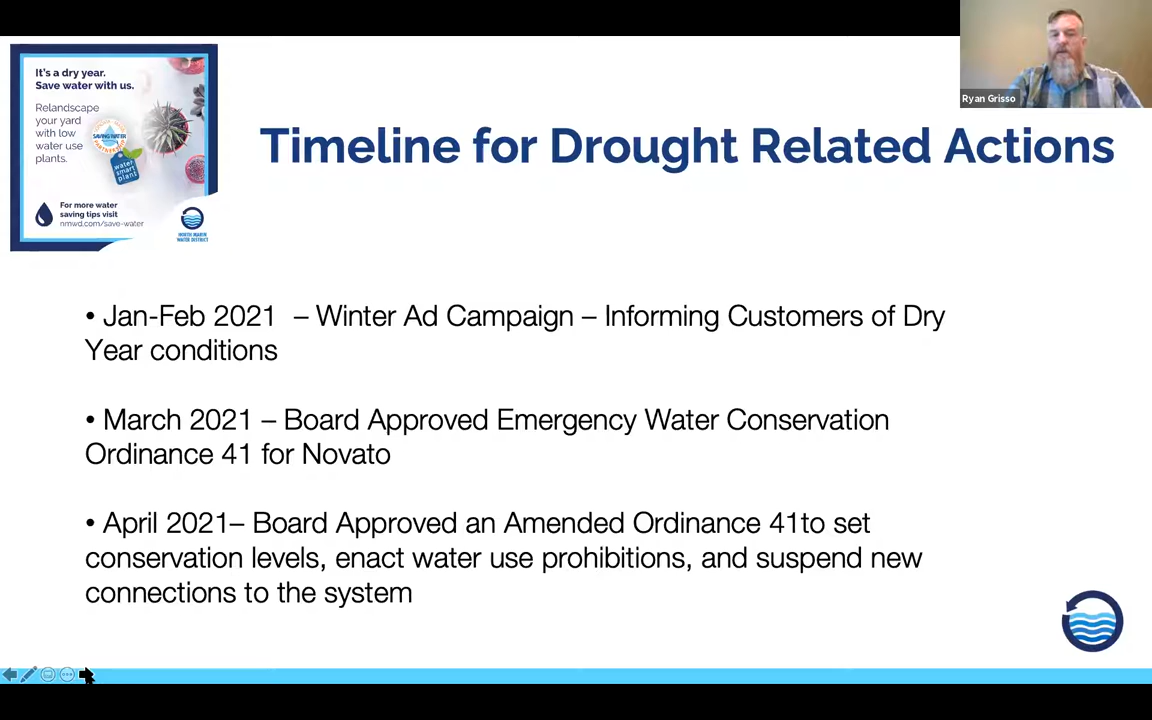 It's a dry year.
Save water with us.
Relandscape
your yard
with low
water use
plants.
SAVING WATER
PARTNERSHIP
water
smart
plant
For more water
saving tips visit
nmwd.com/save-water
NORTH MARIN
WATER DISTRICT
Ryan Grisso
Timeline for Drought Related Actions
• Jan-Feb 2021 – Winter Ad Campaign – Informing Customers of Dry
Year conditions
• March 2021 – Board Approved Emergency Water Conservation
Ordinance 41 for Novato
• April 2021– Board Approved an Amended Ordinance 41to set
conservation levels, enact water use prohibitions, and suspend new
connections to the system